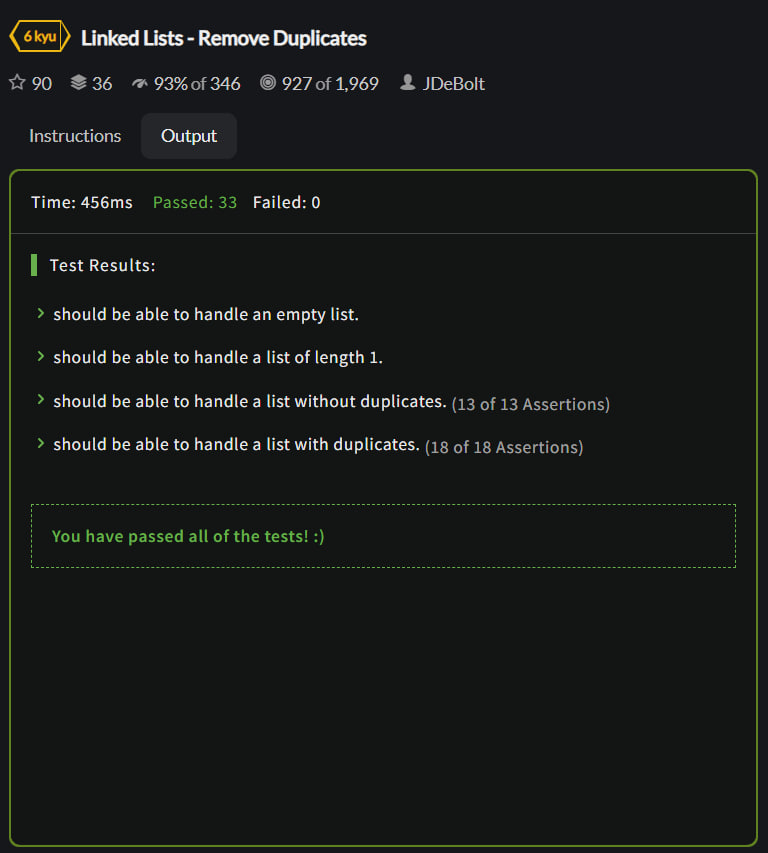 6 kyu Linked Lists - Remove Duplicates
90 36 93% of 346 927 of 1,969 JDeBolt
Instructions Output
Time: 456ms Passed: 33 Failed: 0
Test Results:
should be able to handle an empty list.
should be able to handle a list of length 1.
should be able to handle a list without duplicates. (13 of 13 Assertions)
should be able to handle a list with duplicates. (18 of 18 Assertions)
You have passed all of the tests! :)